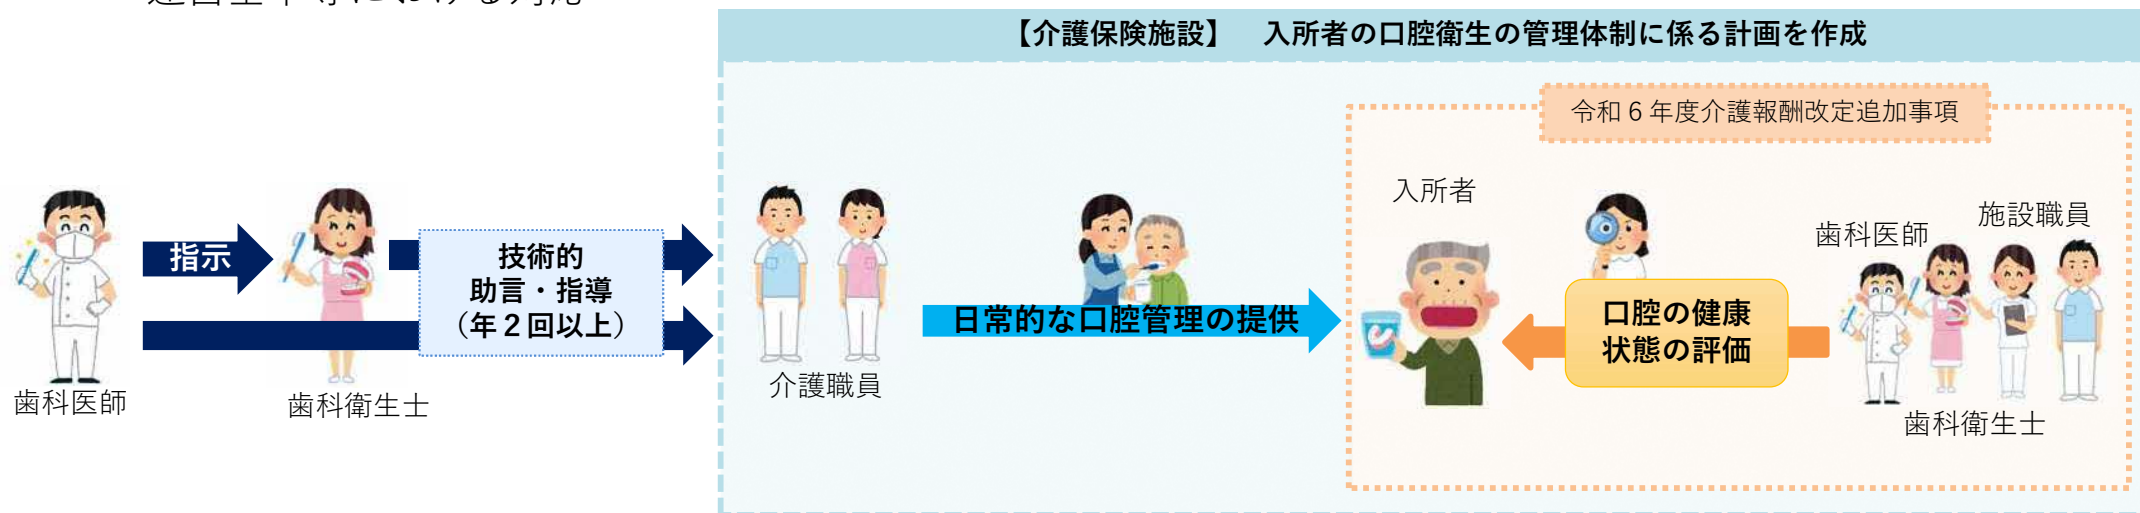 【介護保険施設】 入所者の口腔衛生の管理体制に係る計画を作成
令和６年度介護報酬改定追加事項
指示
技術的
助言・指導
（年２回以上）
歯科医師
歯科衛生士
介護職員
日常的な口腔管理の提供
入所者
口腔の健康
状態の評価
歯科医師
施設職員
歯科衛生士